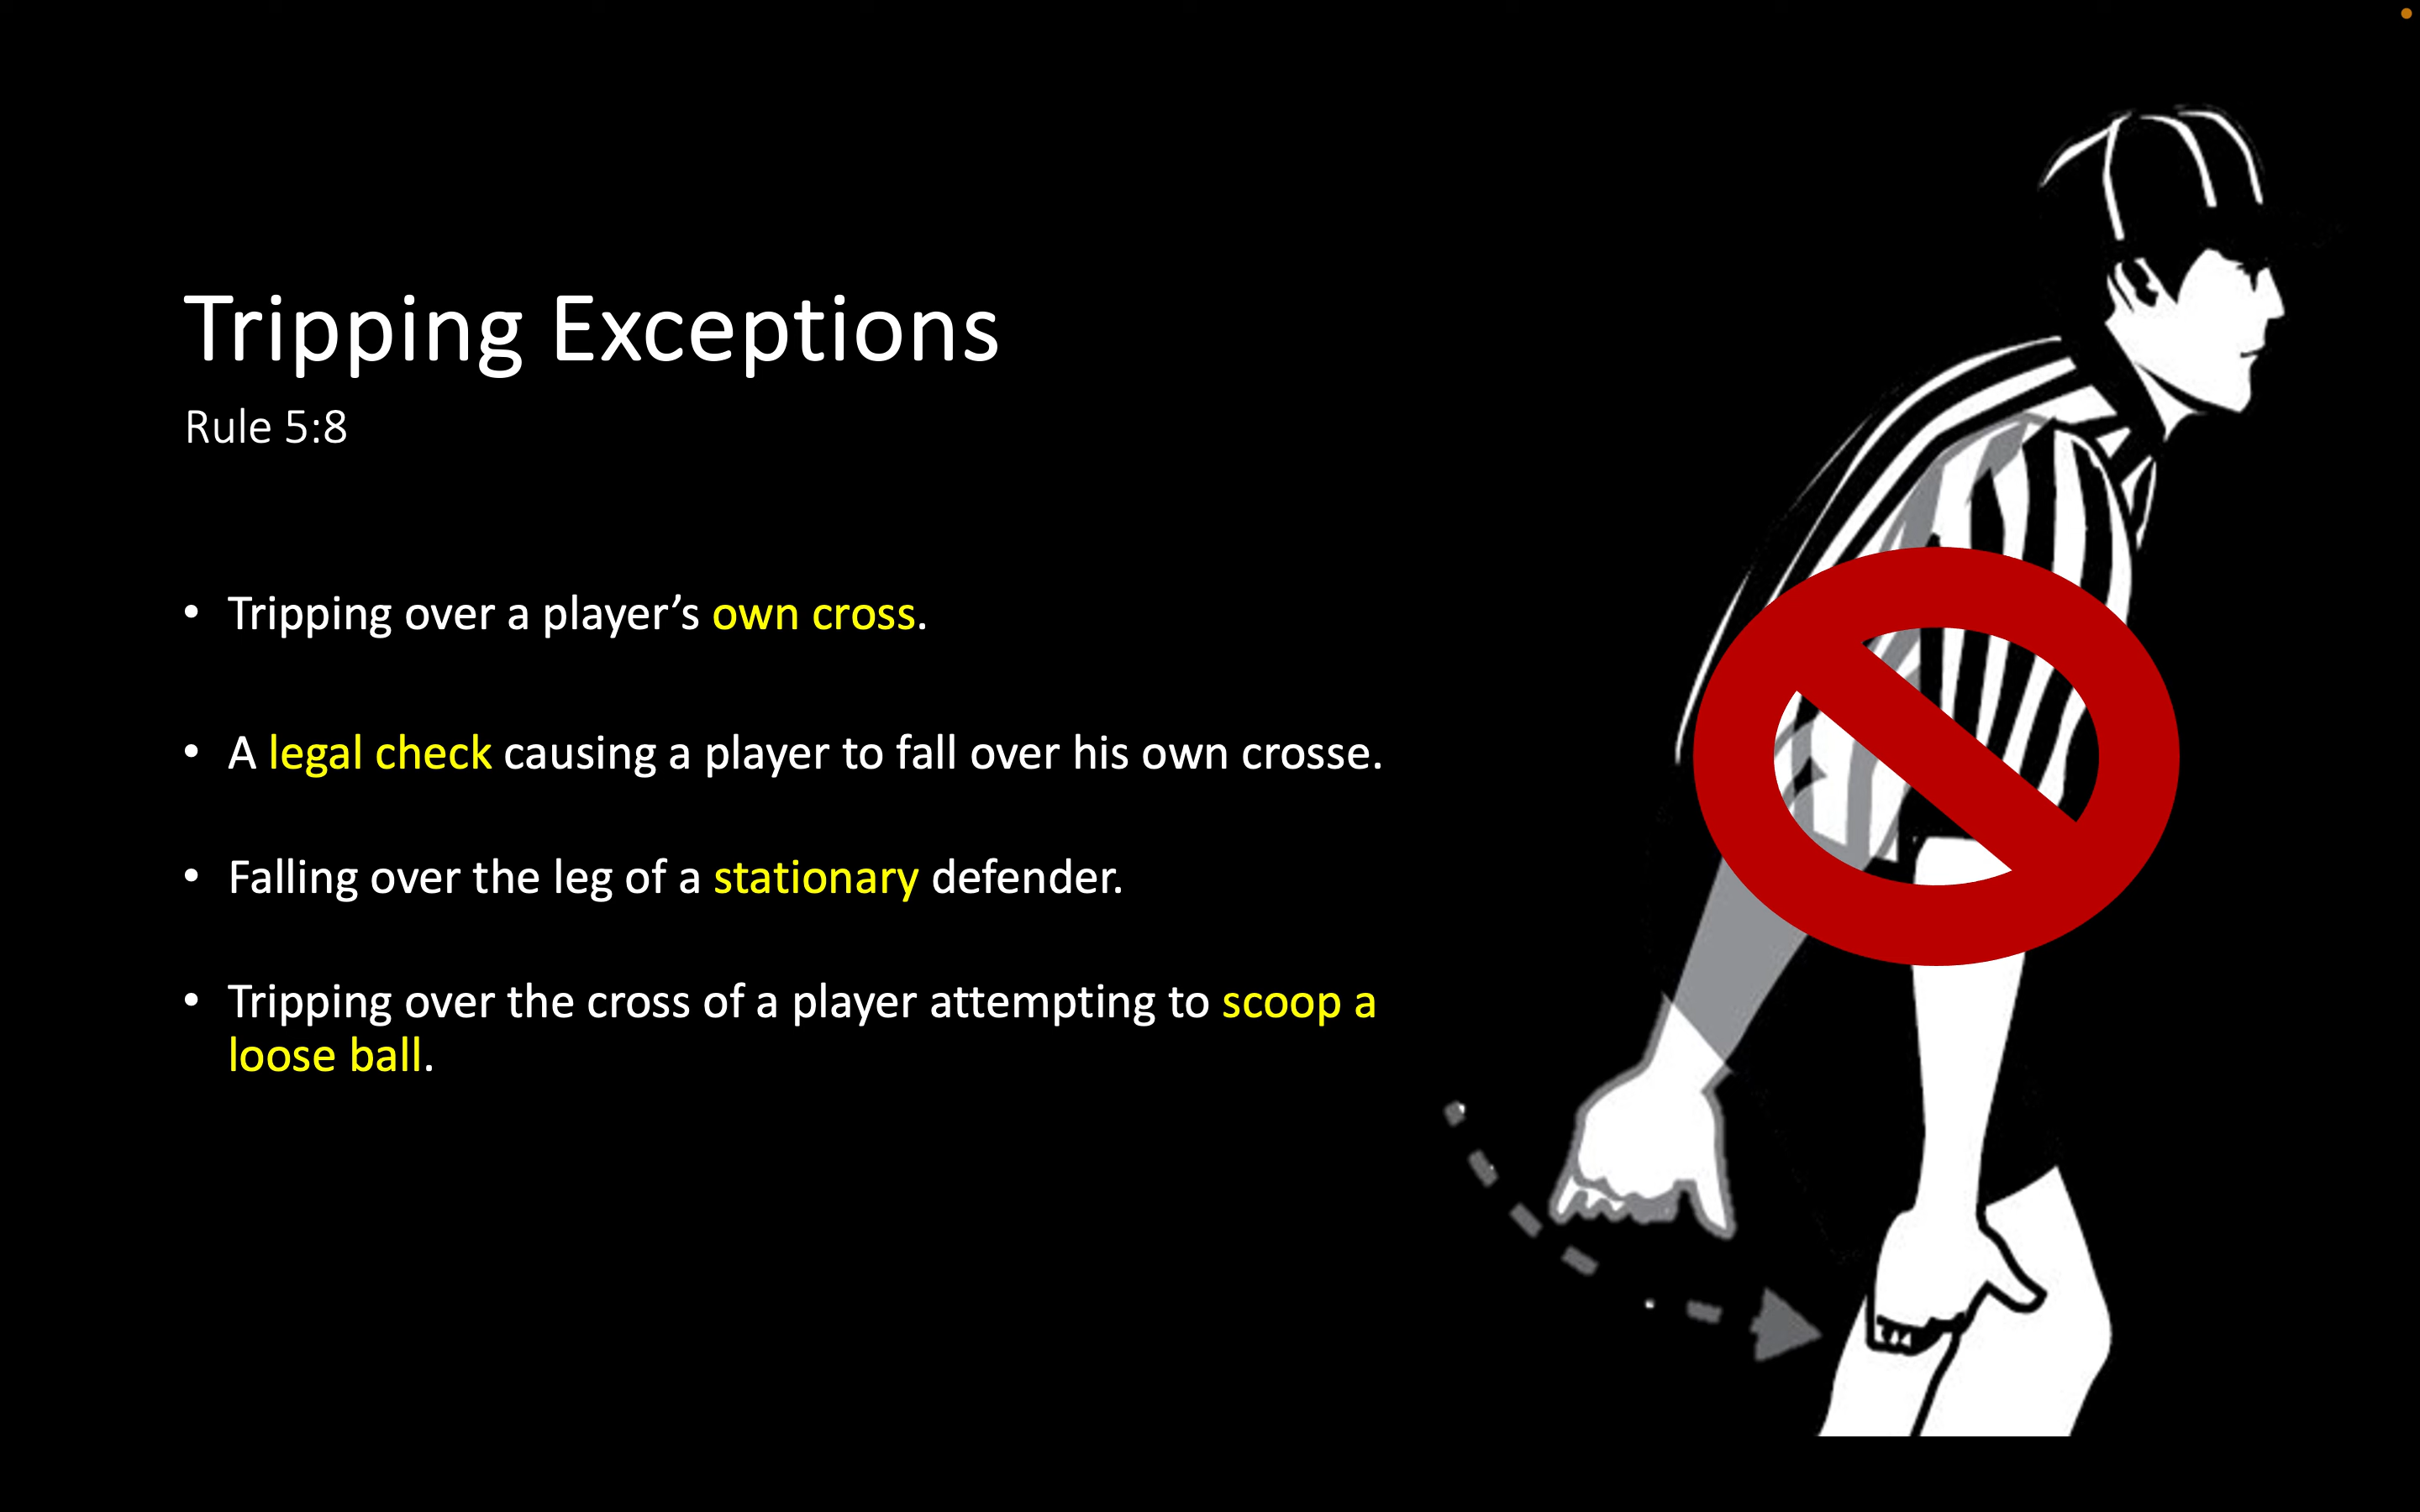 Tripping Exceptions
Rule 5:8
• Tripping over a player’s own cross.
• A legal check causing a player to fall over his own crosse.
• Falling over the leg of a stationary defender.
• Tripping over the cross of a player attempting to scoop a
loose ball.